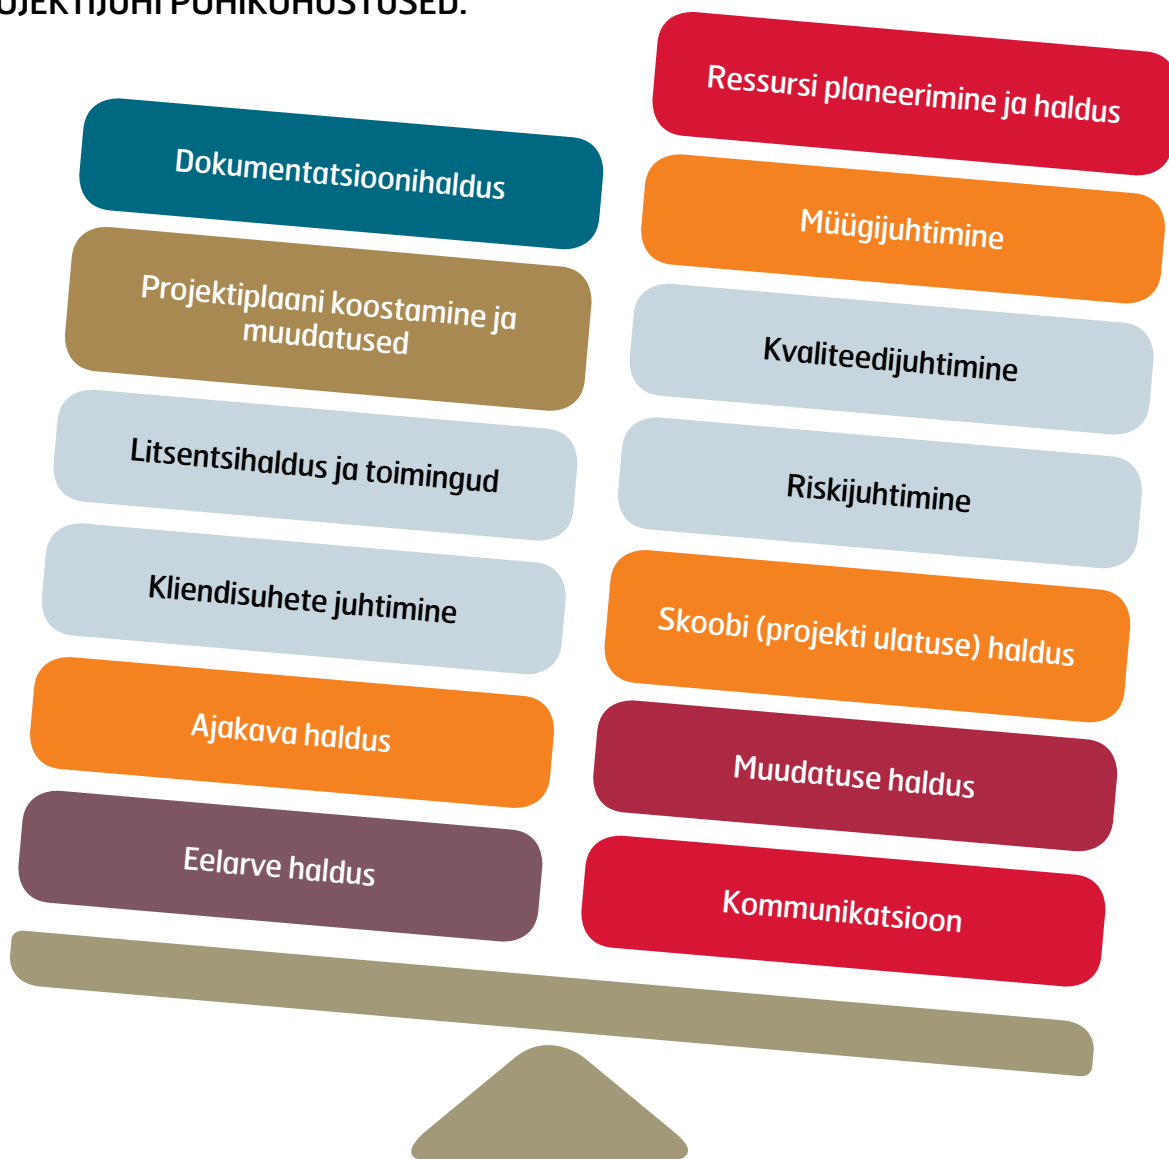 PÕHIKOHUSTUSED.
Dokumentatsioonihaldus
Projektiplaani koostamine ja
muudatused
Litsentsihaldus ja toimingud
Kliendisuhete juhtimine
Ajakava haldus
Eelarve haldus
Ressursi planeerimine ja haldus
Müügijuhtimine
Kvaliteedijuhtimine
Riskijuhtimine
Skoobi (projekti ulatuse) haldus
Muudatuse haldus
Kommunikatsioon